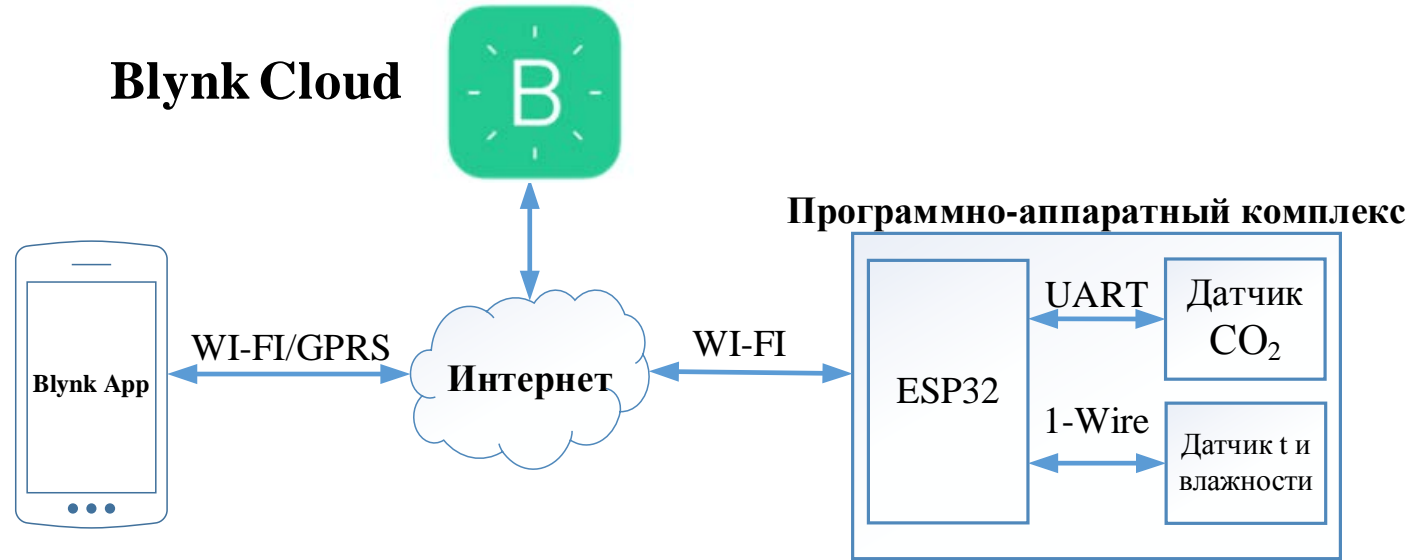 Blynk Cloud
B
Программно-аппаратный комплекс
Blynk App
WI-FI/GPRS
Интернет
WI-FI
ESP32
UART
Датчик
CO₂
1-Wire
Датчик t и
влажности